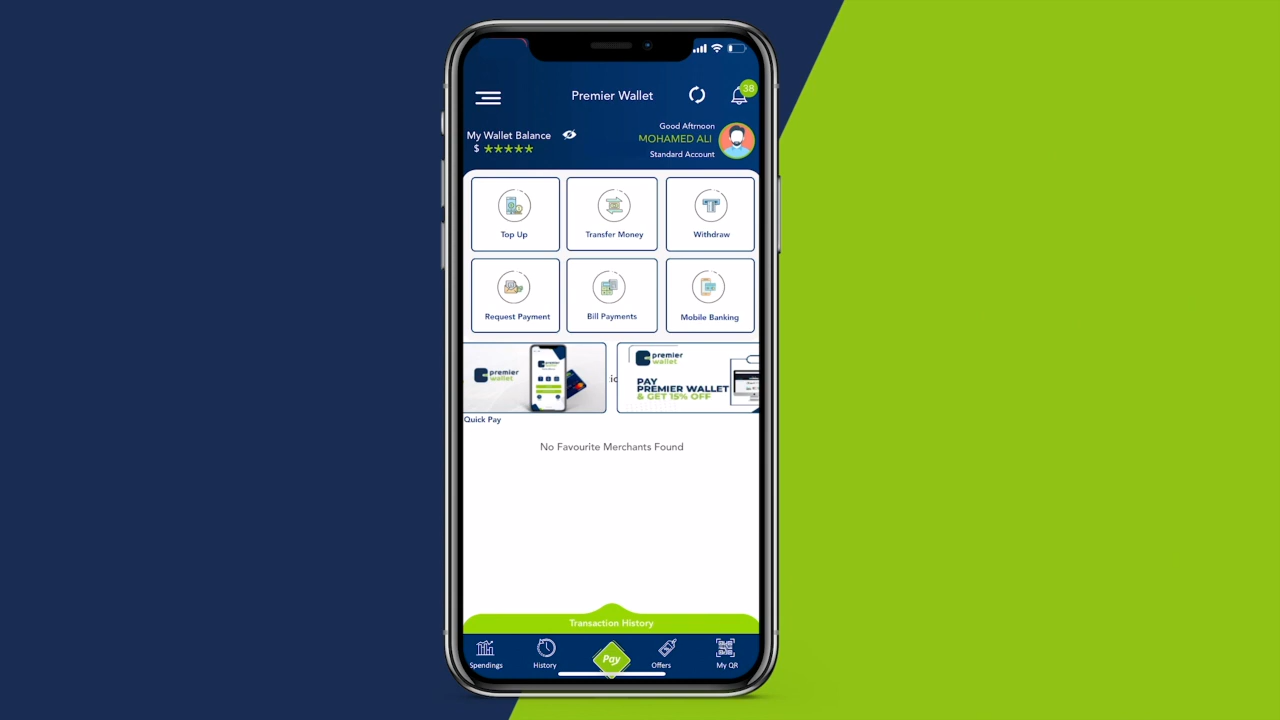 Premier Wallet
38
Good Aftrnoon
My Wallet Balance
MOHAMED ALI
$ *****
Standard Account
Top Up
Transfer Money
Withdraw
Request Payment
Bill Payments
Mobile Banking
premier
wallet
premier
wallet
PAY
PREMIER WALLET
& GET 15% OFF
Quick Pay
No Favourite Merchants Found
Transaction History
Spendings
History
Pay
Offers
My QR